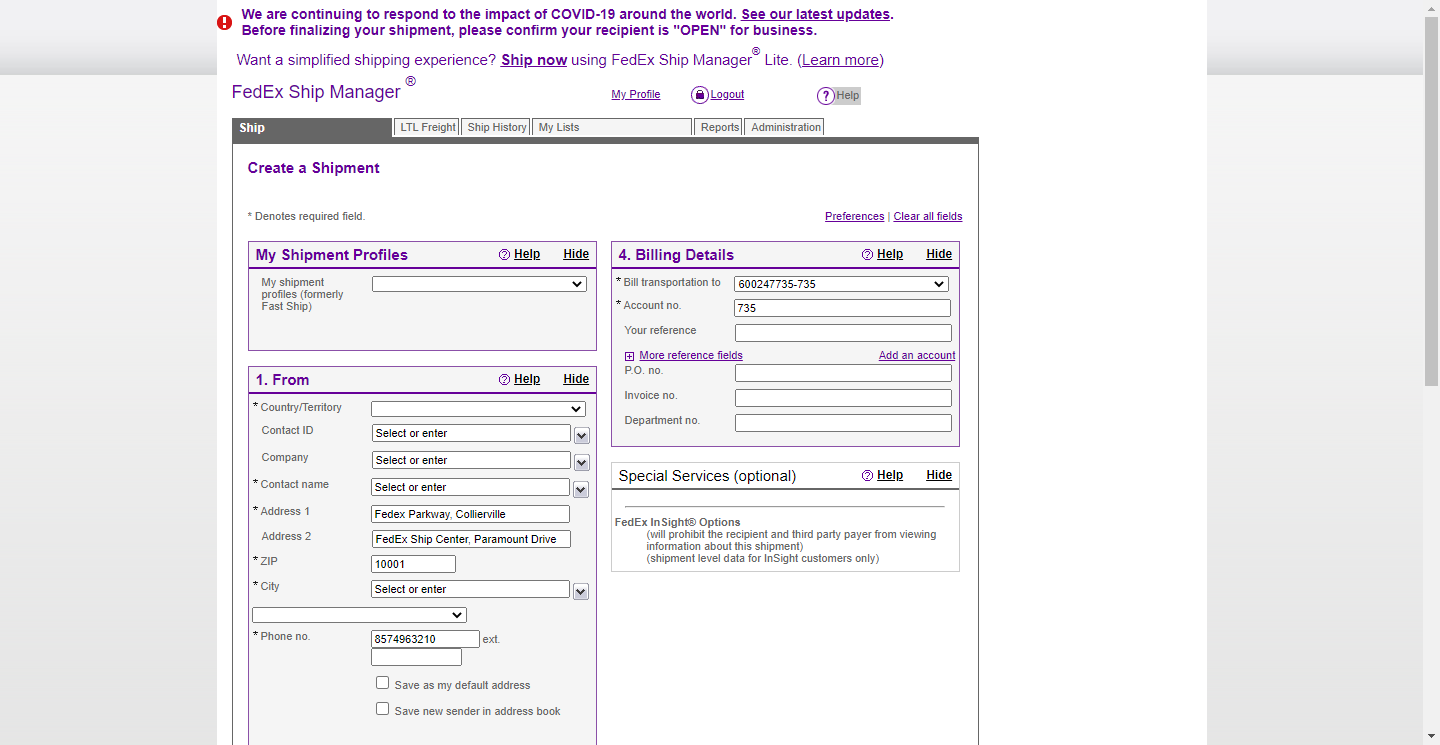 We are continuing to respond to the impact of COVID-19 around the world. See our latest updates.
Before finalizing your shipment, please confirm your recipient is "OPEN" for business.
Want a simplified shipping experience? Ship now using FedEx Ship Manager® Lite. (Learn more)
FedEx Ship Manager ®
My Profile
Logout
? Help
Ship
LTL Freight
Ship History
My Lists
Reports
Administration
Create a Shipment
* Denotes required field.
Preferences | Clear all fields
My Shipment Profiles
? Help
Hide
My shipment
profiles (formerly
Fast Ship)
1. From
? Help
Hide
* Country/Territory
Contact ID
Select or enter
Company
Select or enter
* Contact name
Select or enter
* Address 1
Fedex Parkway, Collierville
Address 2
FedEx Ship Center, Paramount Drive
* ZIP
10001
* City
Select or enter
* Phone no.
8574963210
ext.
Save as my default address
Save new sender in address book
4. Billing Details
? Help
Hide
* Bill transportation to
600247735-735
* Account no.
735
Your reference
More reference fields
Add an account
P.O. no.
Invoice no.
Department no.
Special Services (optional)
? Help
Hide
FedEx InSight® Options
(will prohibit the recipient and third party payer from viewing
information about this shipment)
(shipment level data for InSight customers only)